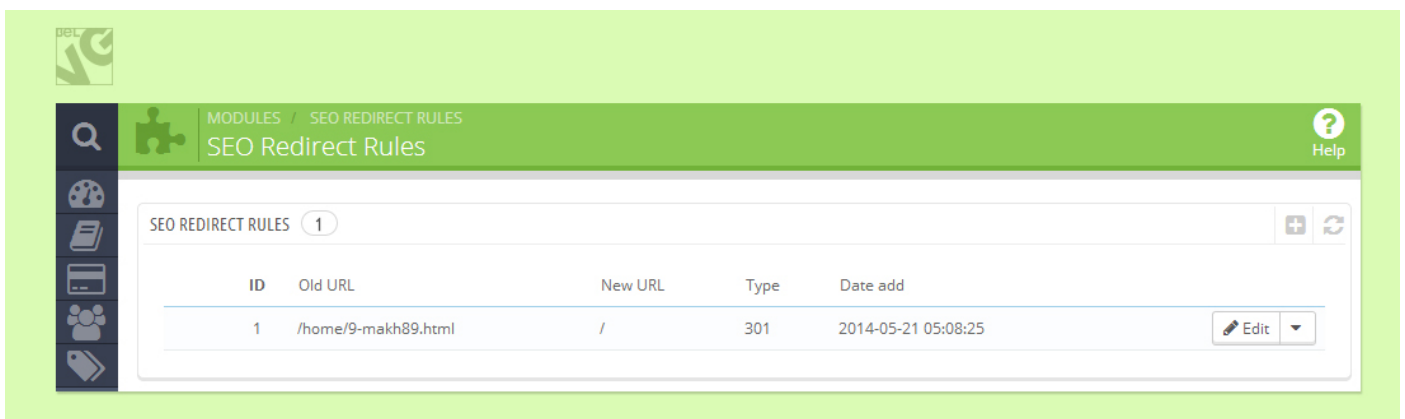 BelVG
MODULES / SEO REDIRECT RULES
SEO Redirect Rules
Help
SEO REDIRECT RULES 1
ID Old URL New URL Type Date add
1 /home/9-makh89.html / 301 2014-05-21 05:08:25 Edit